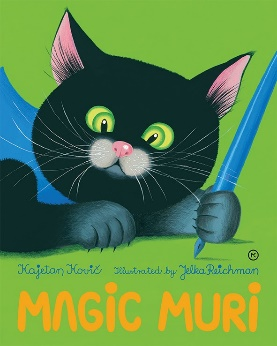 Kajetan Kovič Illustrated by Jelka Reichman
MAGIC MURI